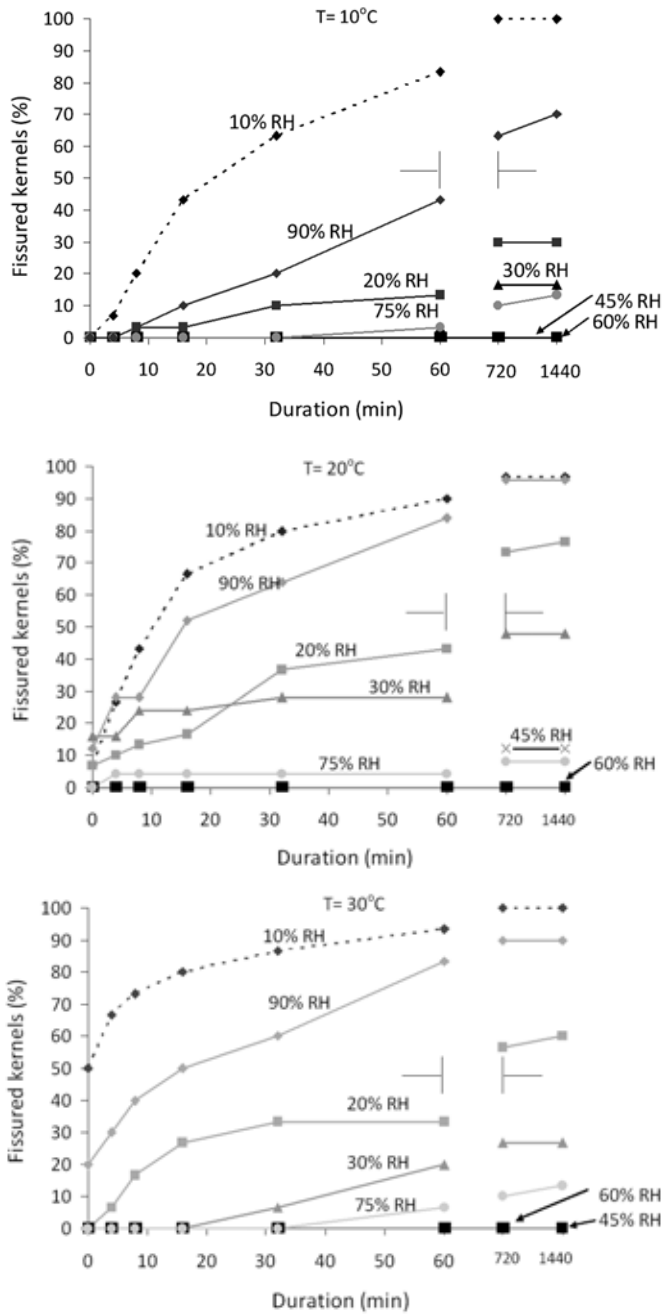 T= 10°C
Fissured kernels (%)
100
90
80
70
60
50
40
30
20
10
0
10% RH
90% RH
20% RH
75% RH
30% RH
45% RH
60% RH
0 10 20 30 40 50 60 720 1440
Duration (min)
T= 20°C
Fissured kernels (%)
100
90
80
70
60
50
40
30
20
10
0
10% RH
90% RH
20% RH
30% RH
75% RH
45% RH
60% RH
0 10 20 30 40 50 60 720 1440
Duration (min)
T= 30°C
Fissured kernels (%)
100
90
80
70
60
50
40
30
20
10
0
10% RH
90% RH
20% RH
30% RH
75% RH
60% RH
45% RH
0 10 20 30 40 50 60 720 1440
Duration (min)